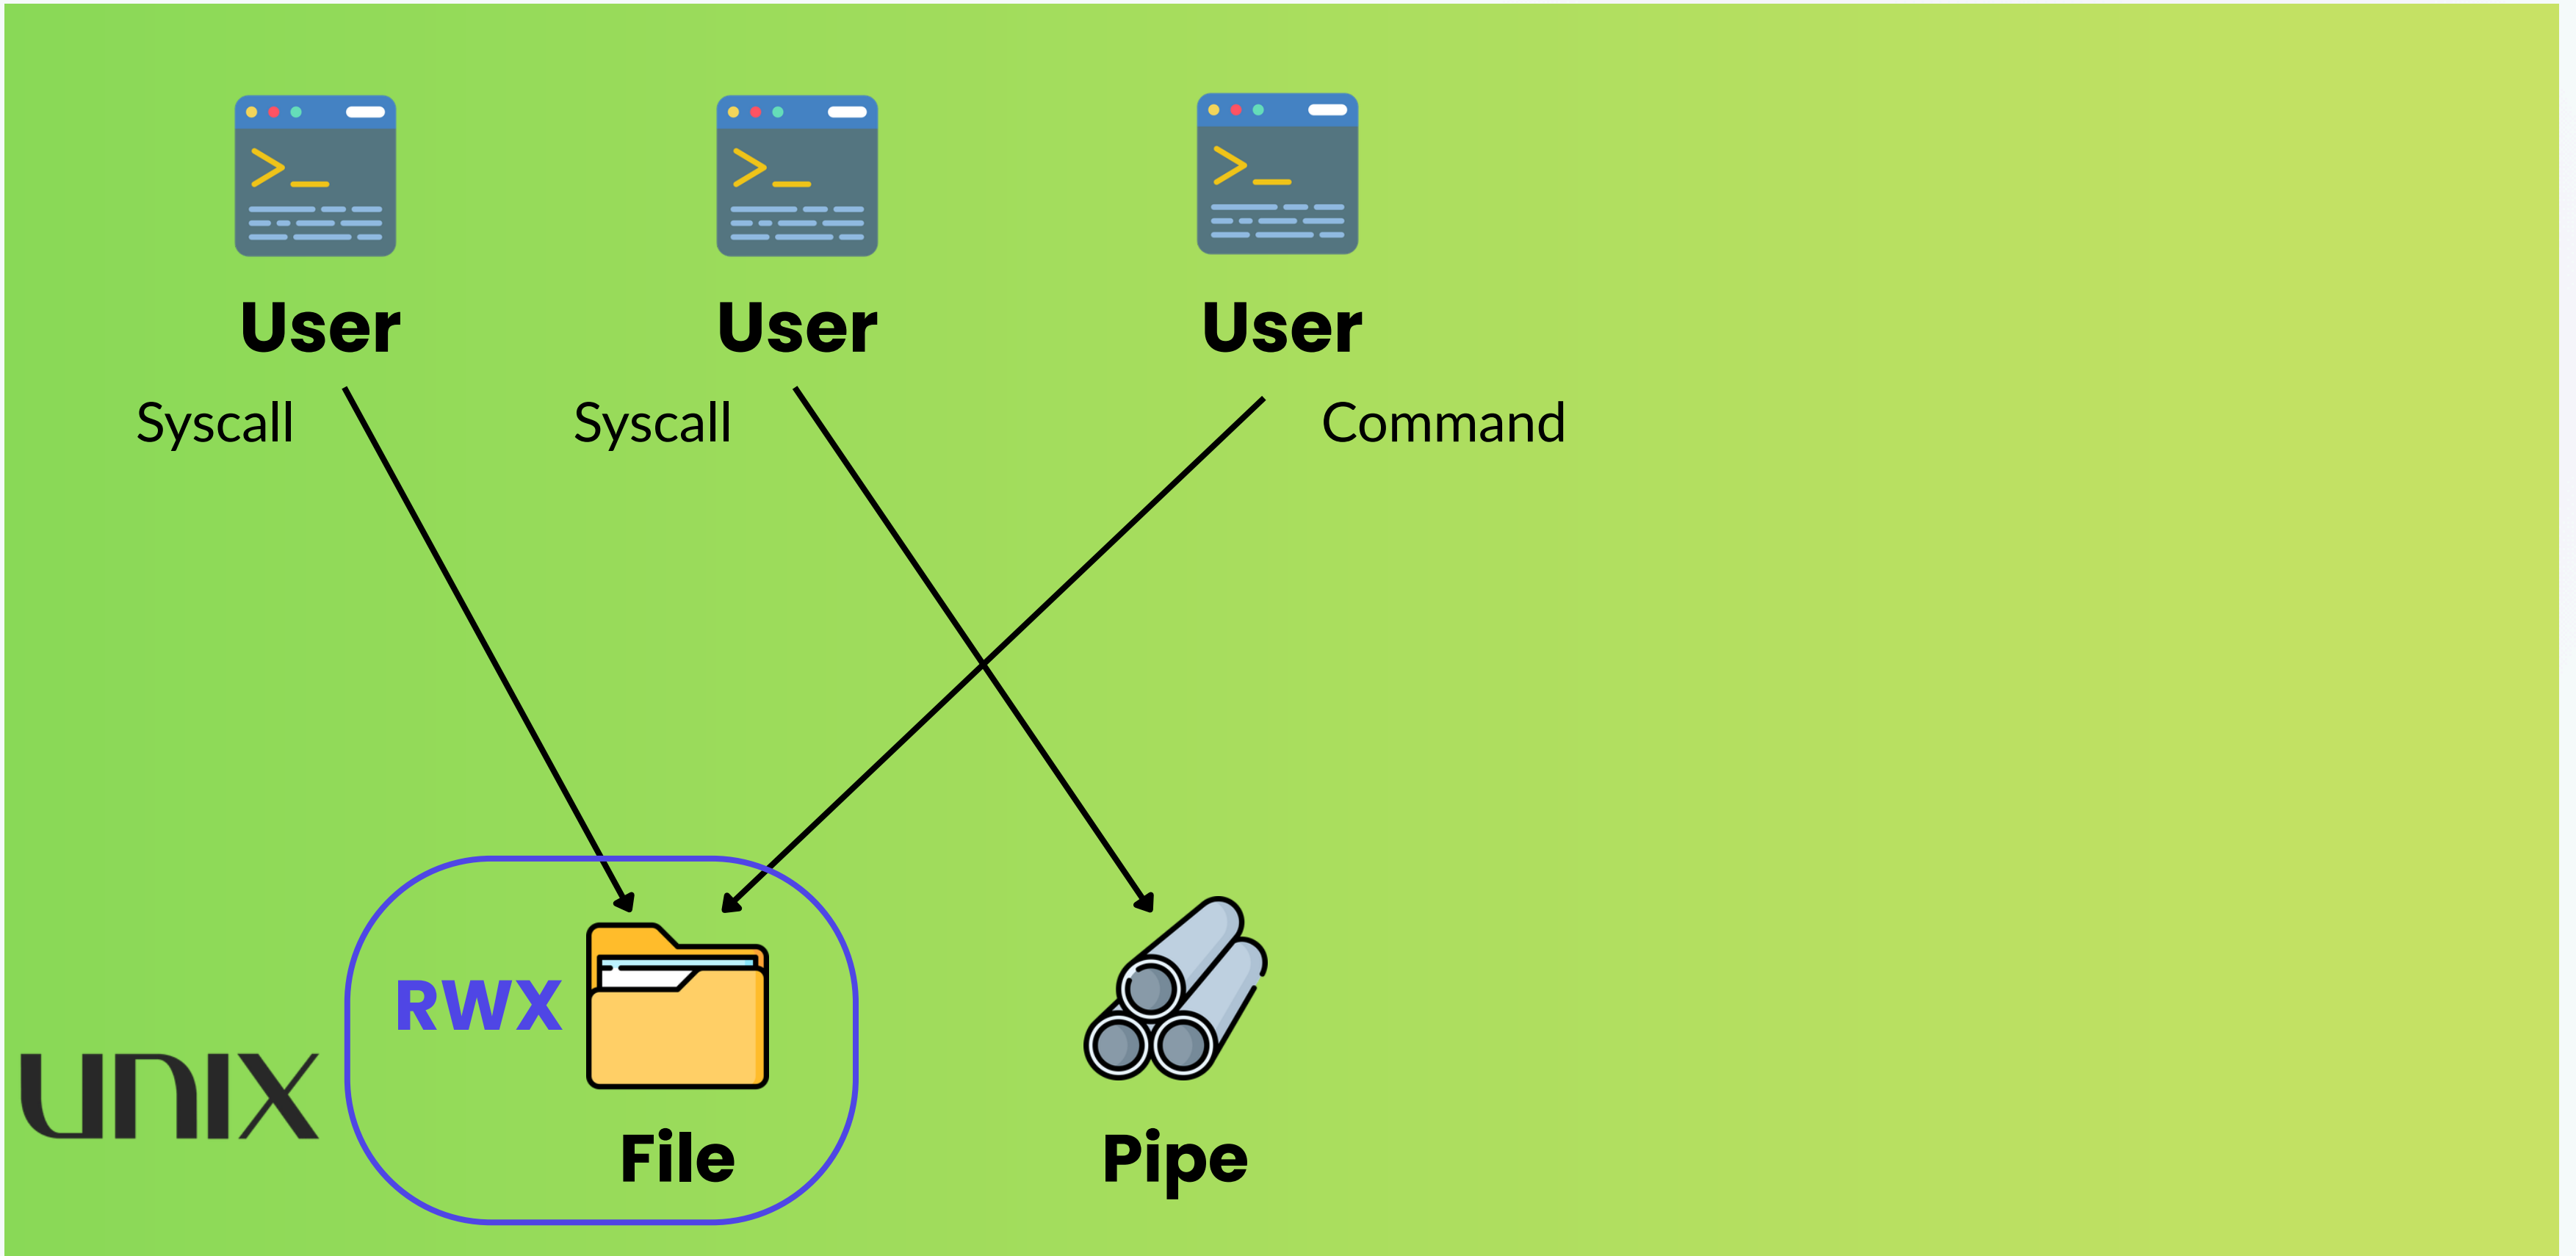 User
User
User
Syscall
Syscall
Command
RWX
UNIX
File
Pipe